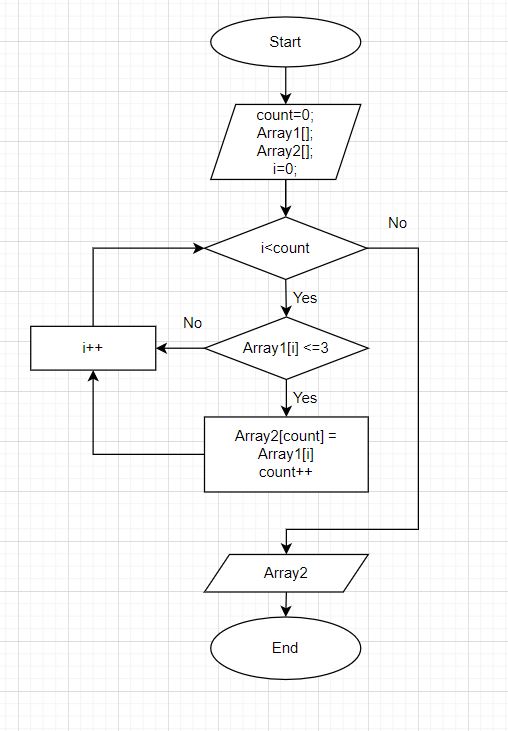 Start
count=0;
Array1[];
Array2[];
i=0;
i<count
No
Yes
Array1[i] <=3
No
i++
Yes
Array2[count] =
Array1[i]
count++
Array2
End